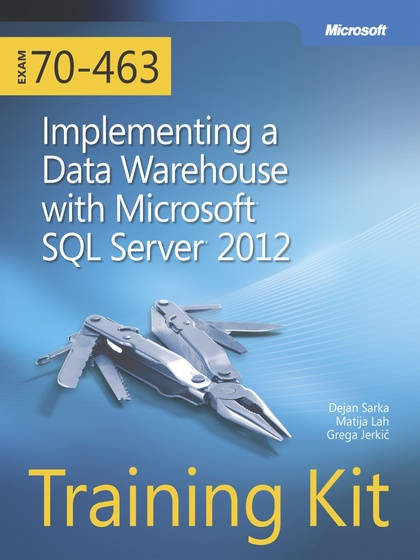 Microsoft®
EXAM 70-463
Implementing a
Data Warehouse
with Microsoft®
SQL Server® 2012
Dejan Sarka
Matija Lah
Grega Jerkič
Training Kit